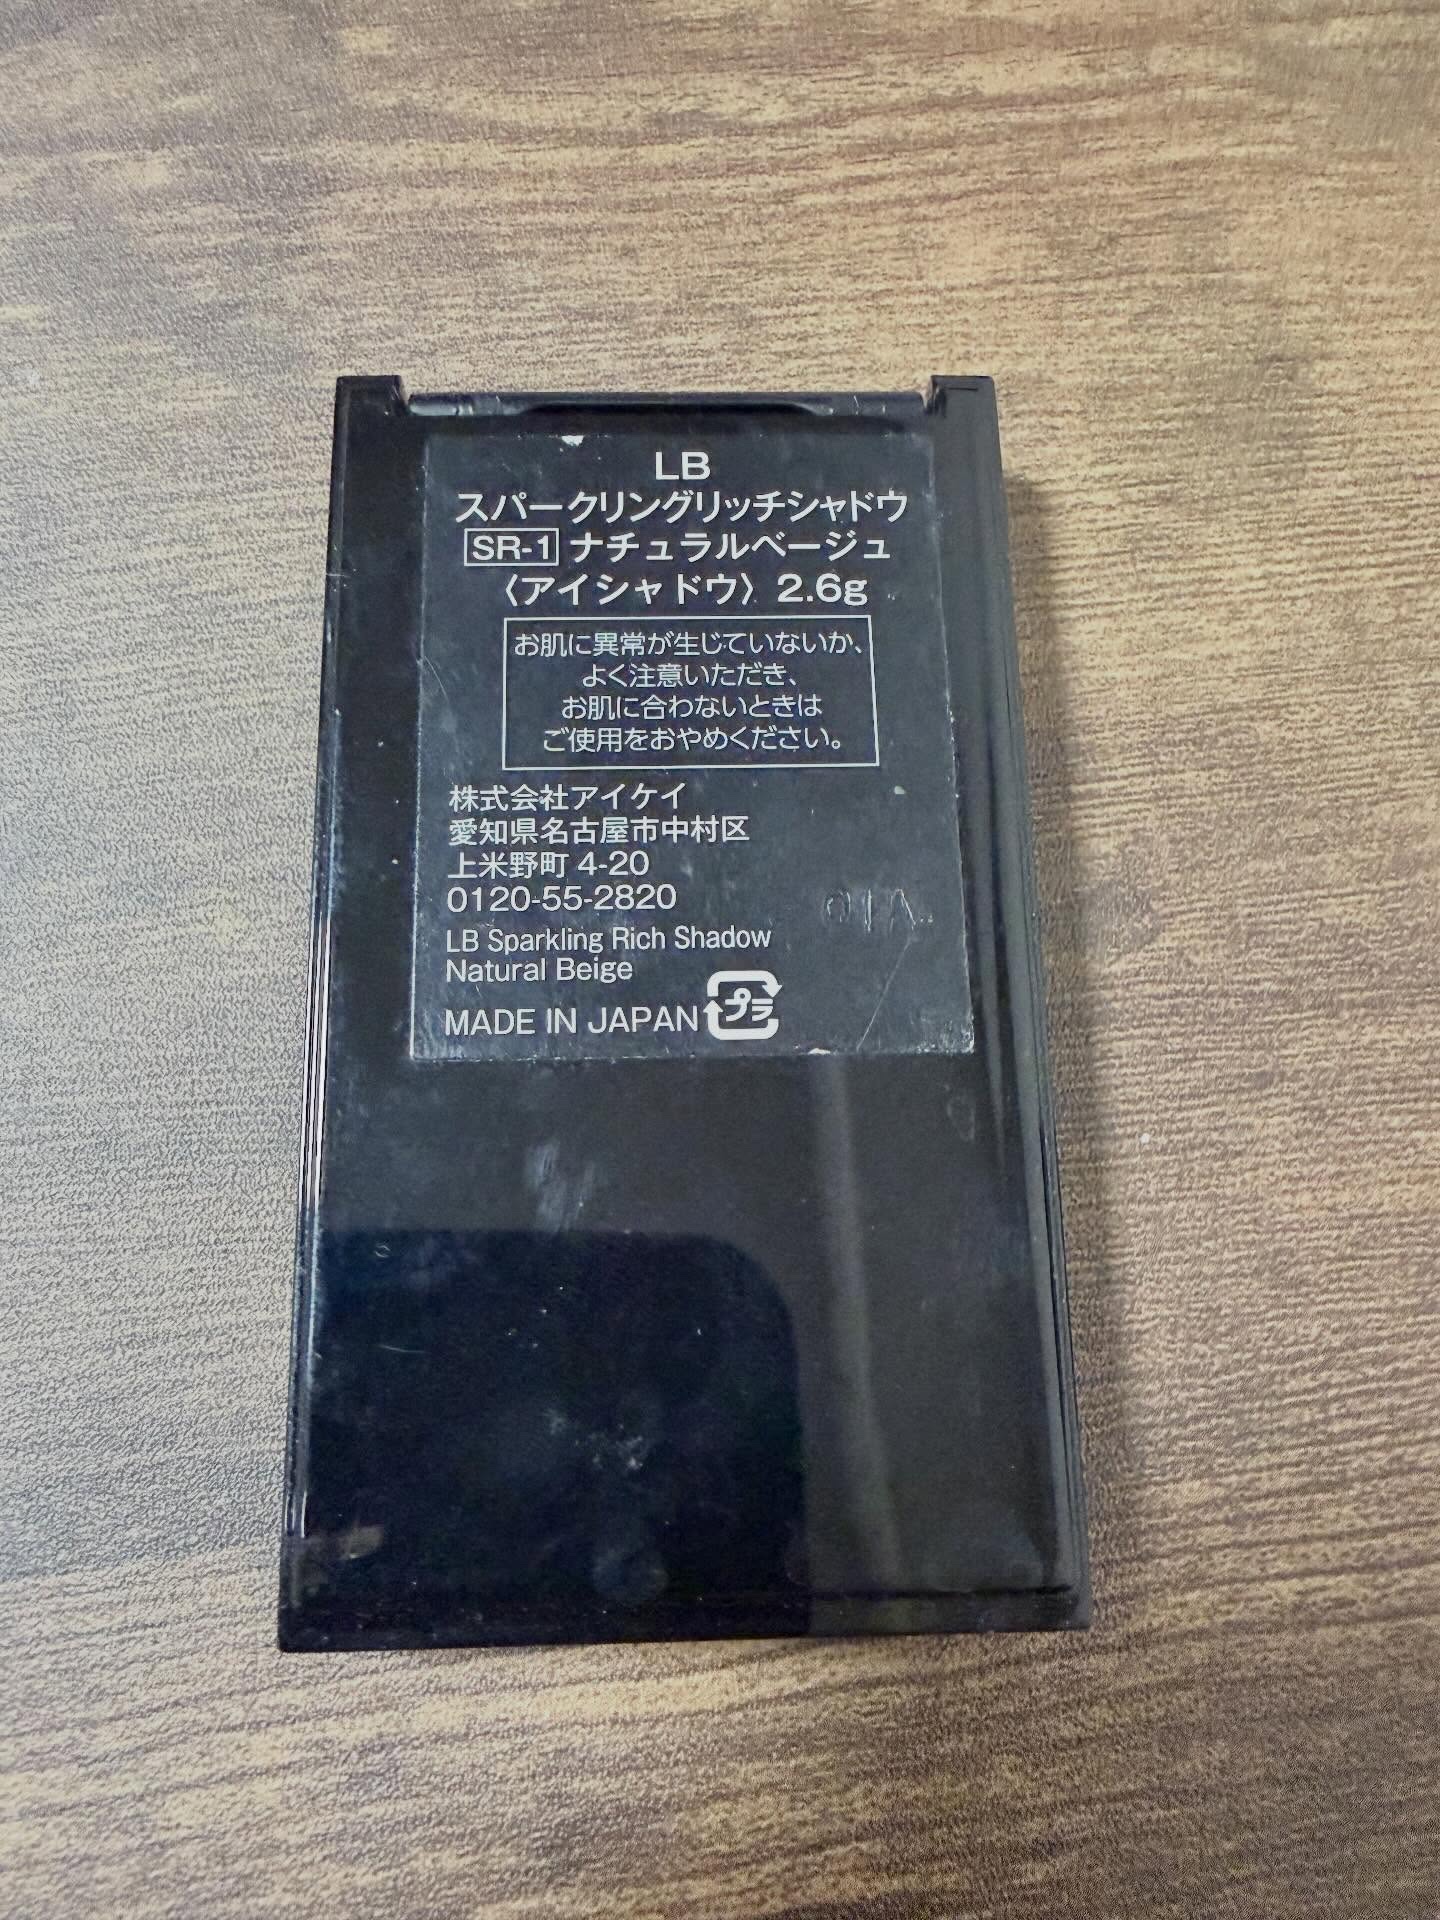 LB
スパークリングリッチシャドウ
SR-1 ナチュラルベージュ
〈アイシャドウ〉 2.6g
お肌に異常が生じていないか、
よく注意いただき、
お肌に合わないときは
ご使用をおやめください。
株式会社アイケイ
愛知県名古屋市中村区
上米野町 4-20
0120-55-2820
01A
LB Sparkling Rich Shadow
Natural Beige
MADE IN JAPAN プラ